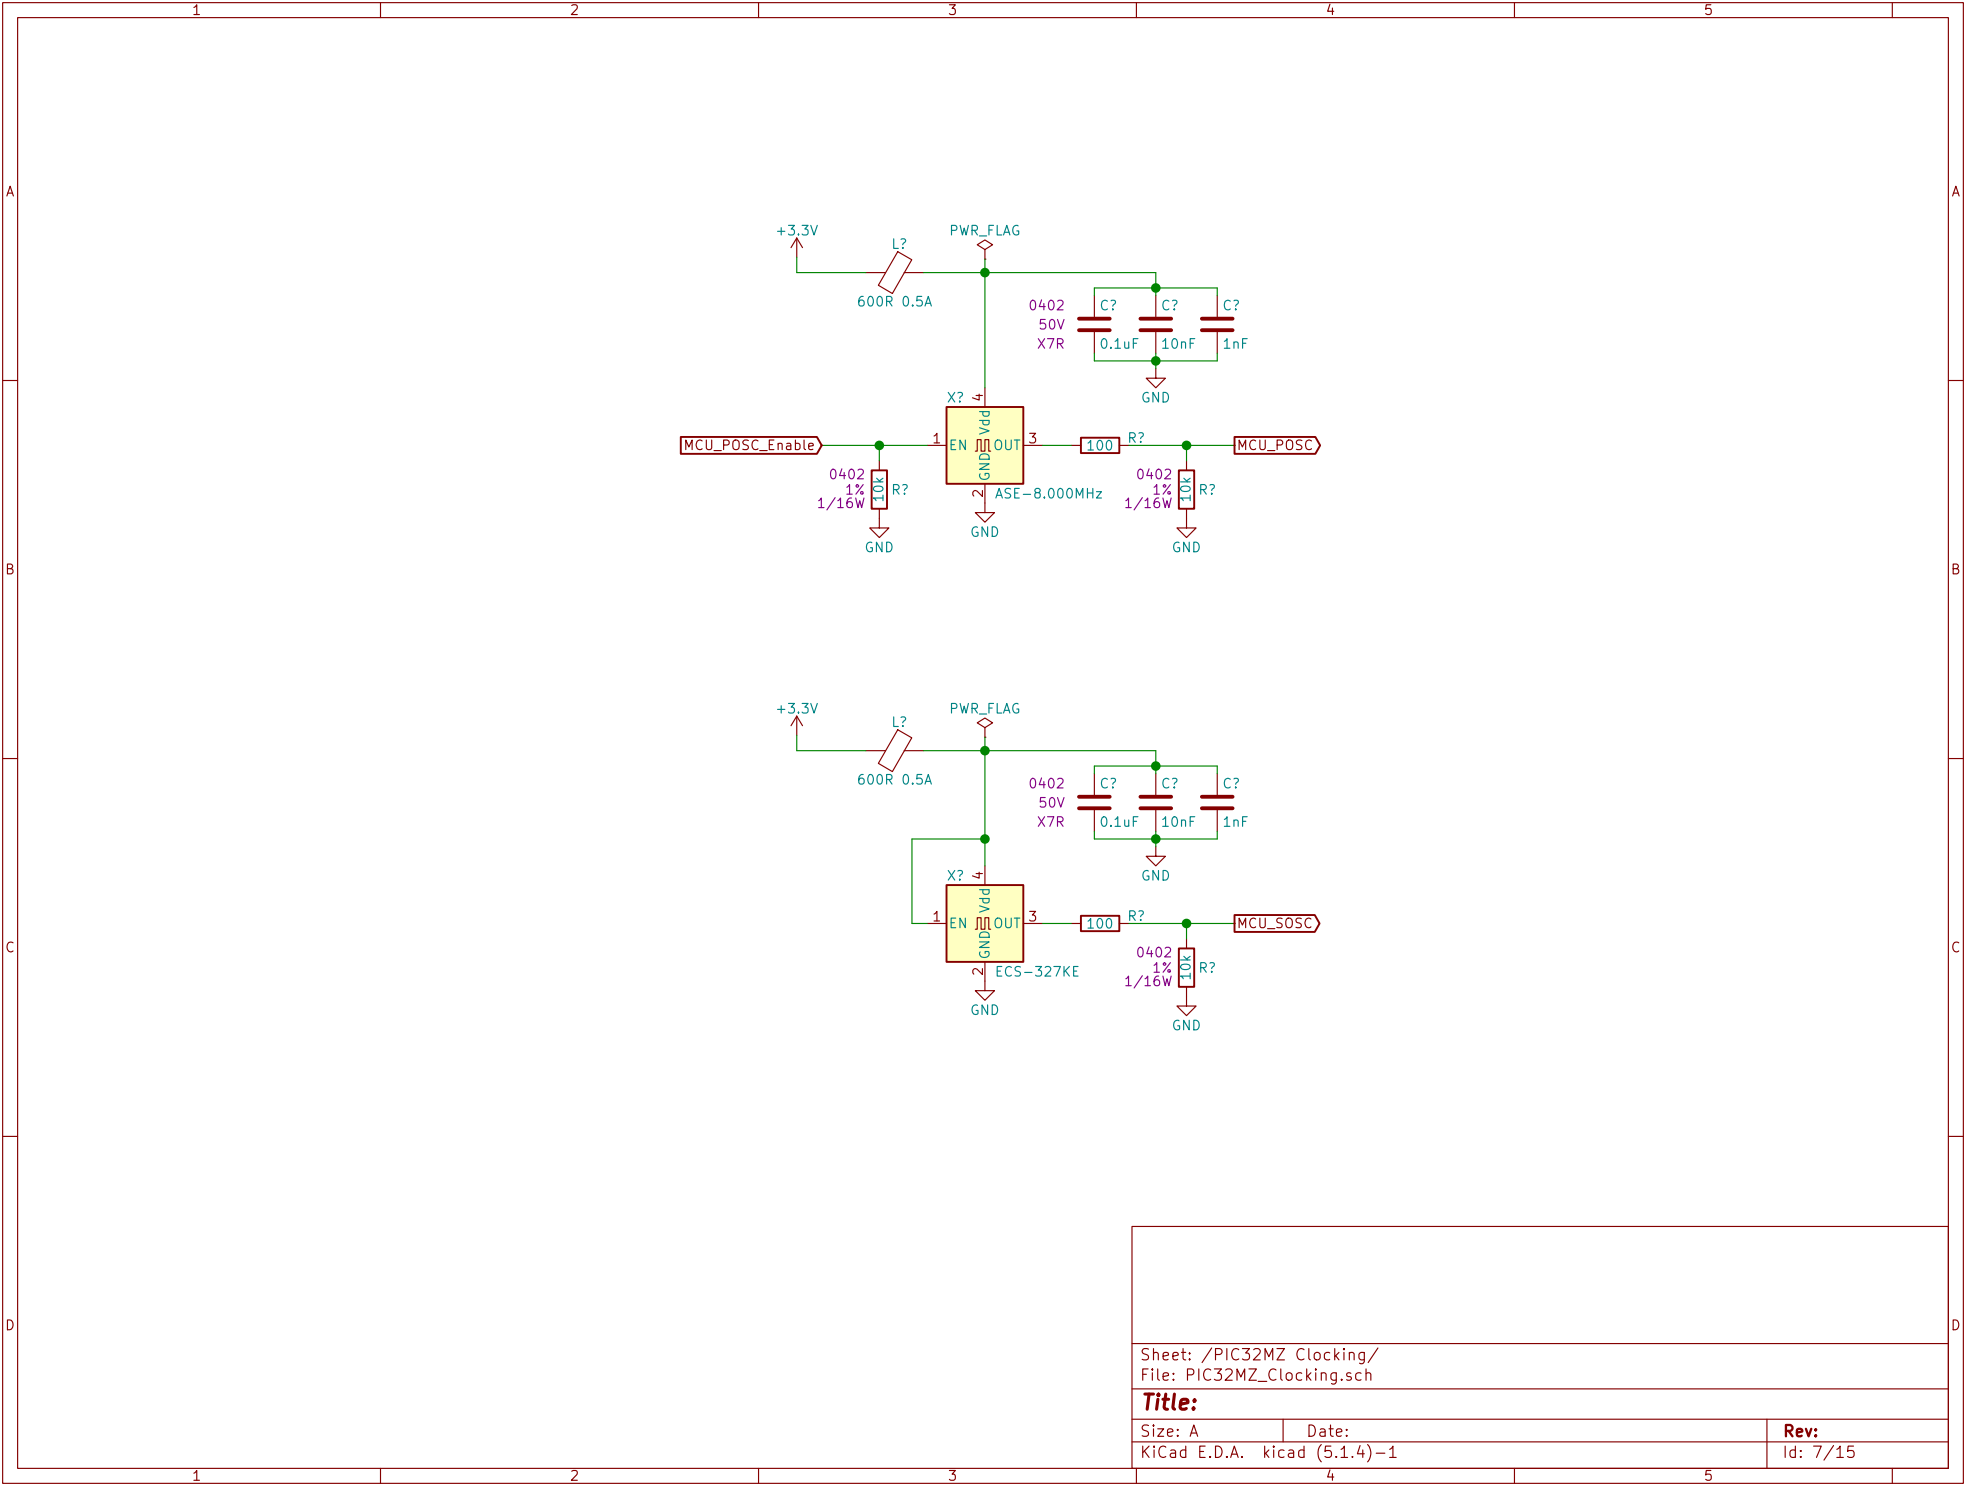 1 2 3 4 5
A A
+3.3V PWR_FLAG
L?
600R 0.5A
0402 C? C? C?
50V
X7R 0.1uF 10nF 1nF
GND
X? 4
Vdd
MCU_POSC_Enable 1 EN OUT 3 100 R? MCU_POSC
GND
0402 0402
1% 10k R? 1% 10k R?
1/16W 1/16W
2 ASE-8.000MHz
GND GND GND
B B
+3.3V PWR_FLAG
L?
600R 0.5A
0402 C? C? C?
50V
X7R 0.1uF 10nF 1nF
GND
X? 4
Vdd
1 EN OUT 3 100 R? MCU_SOSC
GND
0402
1% 10k R?
1/16W
2 ECS-327KE
GND GND
C C
D D
Sheet: /PIC32MZ Clocking/
File: PIC32MZ_Clocking.sch
Title:
Size: A Date: Rev:
KiCad E.D.A. kicad (5.1.4)-1 Id: 7/15
1 2 3 4 5